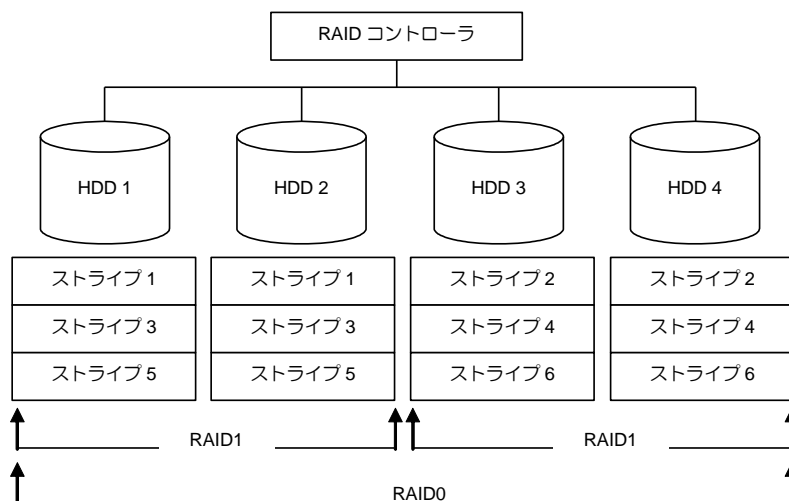 RAID コントローラ
HDD 1 HDD 2 HDD 3 HDD 4
ストライプ 1 ストライプ 1 ストライプ 2 ストライプ 2
ストライプ 3 ストライプ 3 ストライプ 4 ストライプ 4
ストライプ 5 ストライプ 5 ストライプ 6 ストライプ 6
RAID1 RAID1
RAID0